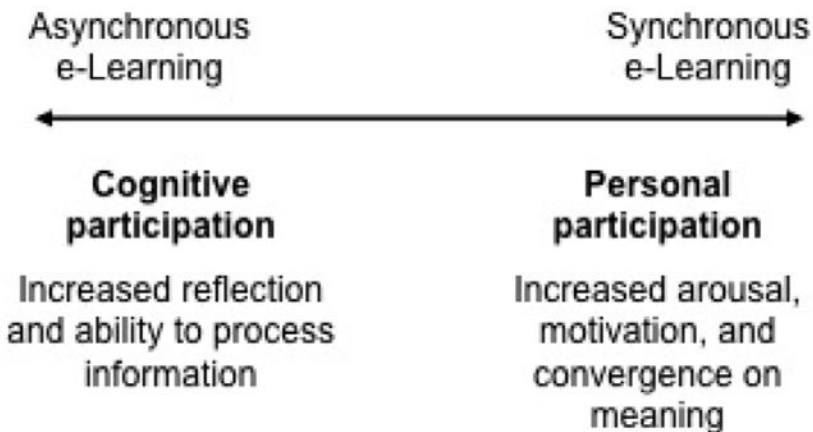 Asynchronous
e-Learning
Synchronous
e-Learning
Cognitive
participation
Personal
participation
Increased reflection
and ability to process
information
Increased arousal,
motivation, and
convergence on
meaning